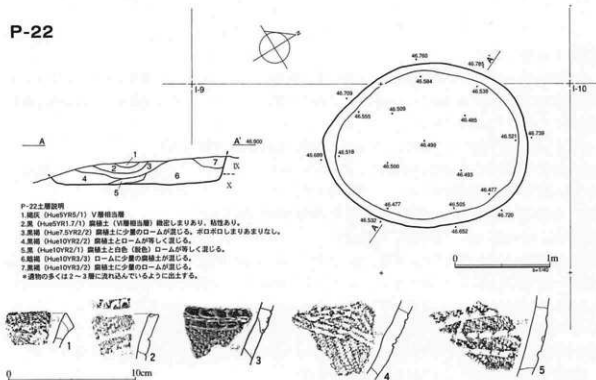 P-22
I-9
I-10
A
A'
46.900
1
2
3
4
5
6
7
IX
X
46.760
46.781
46.584
46.535
46.769
46.555
46.509
46.485
46.521
46.739
46.685
46.518
46.490
46.500
46.493
46.477
46.477
46.505
46.720
46.532
46.652
A'
A
P-22土層説明
1.褐灰（Hue5YR5/1）Ⅴ層相当層
2.黒（Hue5YR1.7/1）腐植土（Ⅵ層相当層）緻密しまりあり、粘性あり。
3.黒褐（Hue7.5YR2/2）腐植土に少量のロームが混じる。ボロボロしまりあまりなし。
4.黒褐（Hue10YR2/2）腐植土とロームが等しく混じる。
5.黒（Hue10YR2/1）腐植土と白色（脱色）ロームが等しく混じる。
6.暗褐（Hue10YR3/3）ロームに少量の腐植土が混じる。
7.黒褐（Hue10YR3/2）腐植土に少量のロームが混じる。
＊遺物の多くは2～3層に流れ込んでいるように出土する。
0
1m
S=1/40
1
2
3
4
5
0
10cm